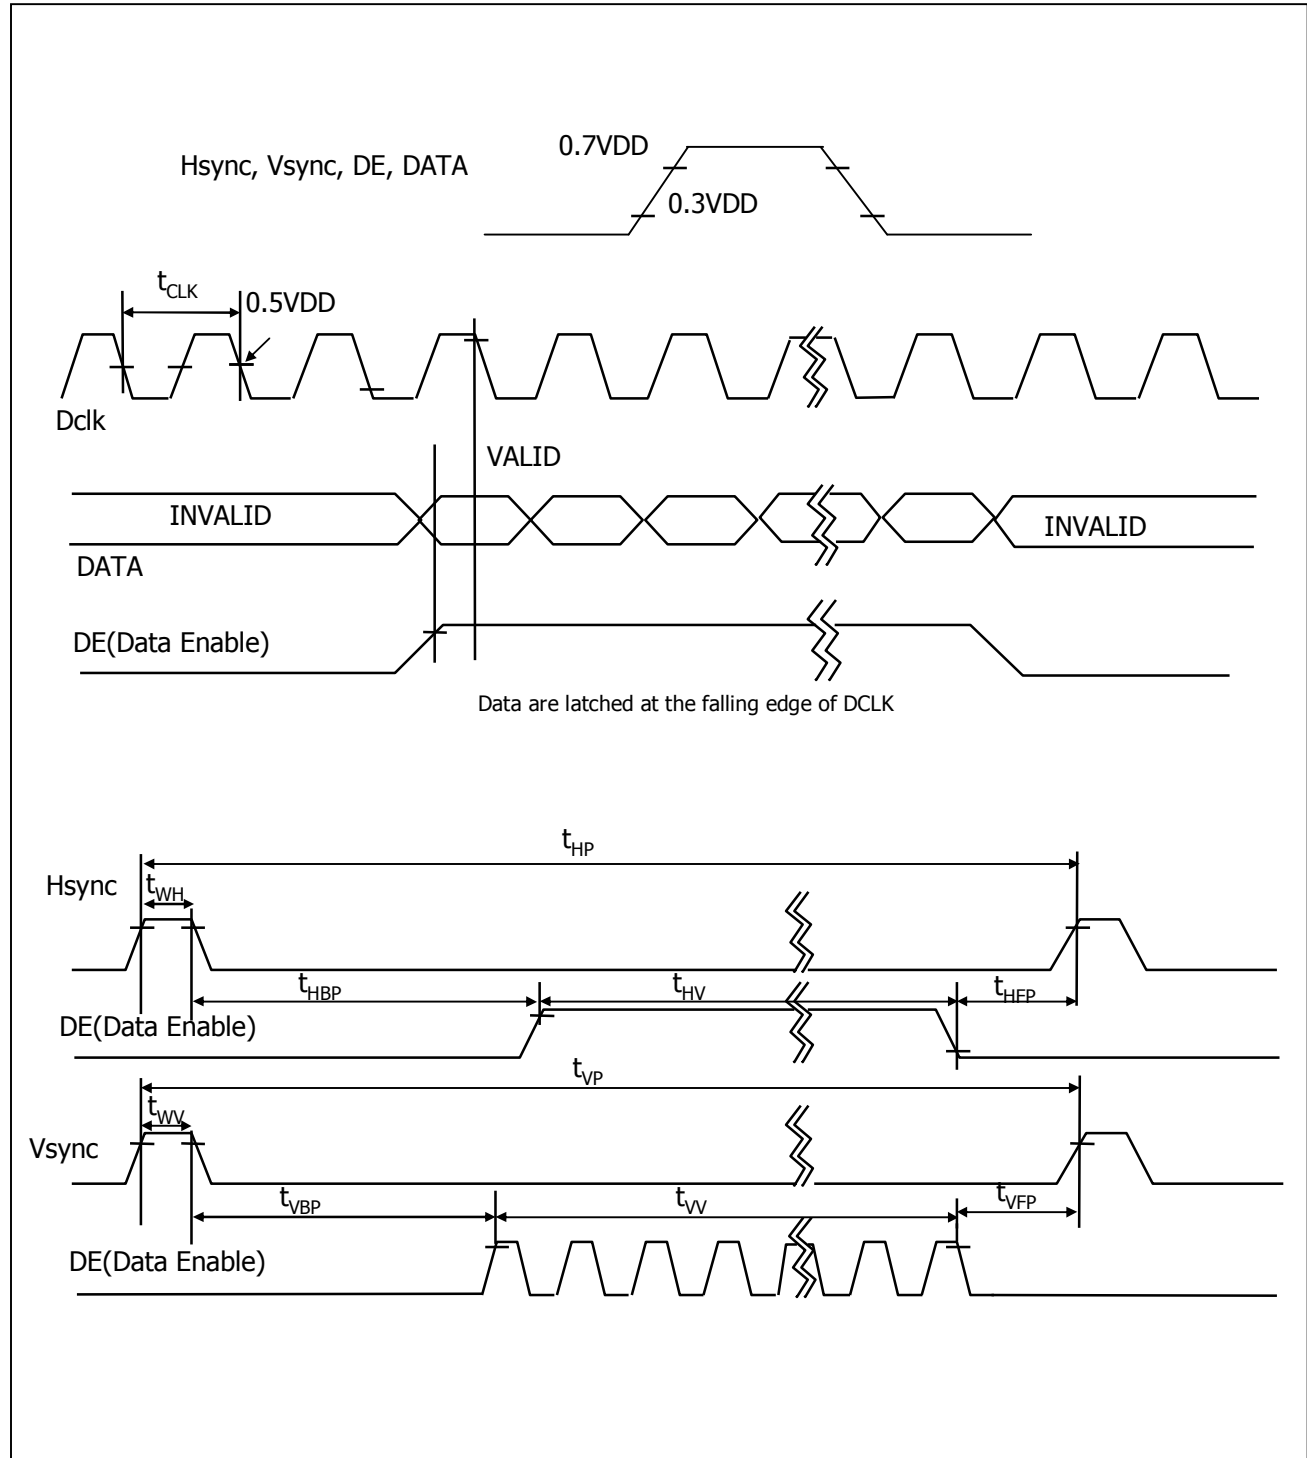 0.7VDD
Hsync, Vsync, DE, DATA
0.3VDD
tCLK
0.5VDD
Dclk
VALID
INVALID
INVALID
DATA
DE(Data Enable)
Data are latched at the falling edge of DCLK
tHP
Hsync
tWH
tHBP
tHV
tHFP
DE(Data Enable)
tVP
tWV
Vsync
tVBP
tVV
tVFP
DE(Data Enable)